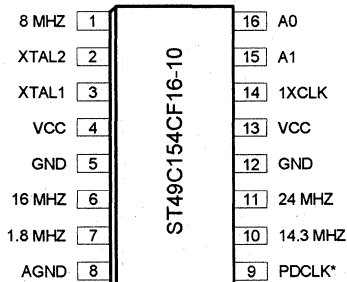 8 MHZ 1 16 A0
XTAL2 2 15 A1
XTAL1 3 14 1XCLK
VCC 4 13 VCC
GND 5 12 GND
16 MHZ 6 11 24 MHZ
1.8 MHZ 7 10 14.3 MHZ
AGND 8 9 PDCLK*
ST49C154CF16-10